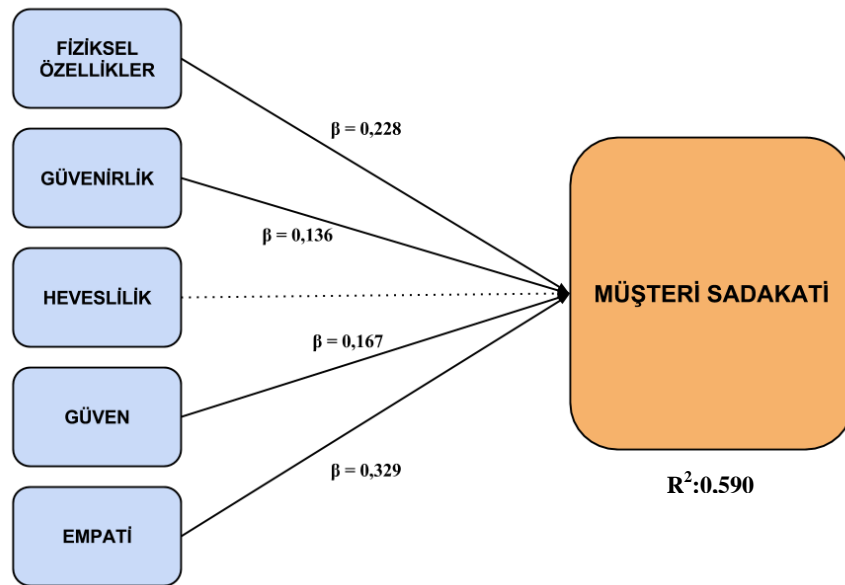 FİZİKSEL
ÖZELLİKLER
β = 0,228
GÜVENİRLİK
β = 0,136
HEVESLİLİK
MÜŞTERİ SADAKATİ
β = 0,167
GÜVEN
β = 0,329
R²:0.590
EMPATİ